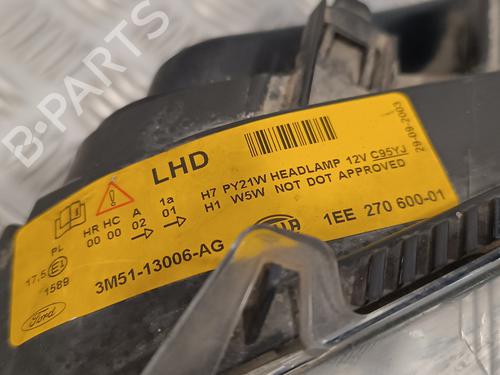 B-PARTS
LHD
H7 PY21W HEADLAMP 12V C95YJ
H1 W5W NOT DOT APPROVED
29-09-2003
HR HC A 1a
00 00 02 01
PL
17,5 E1
1589
3M51-13006-AG
1EE 270 600-01
Ford